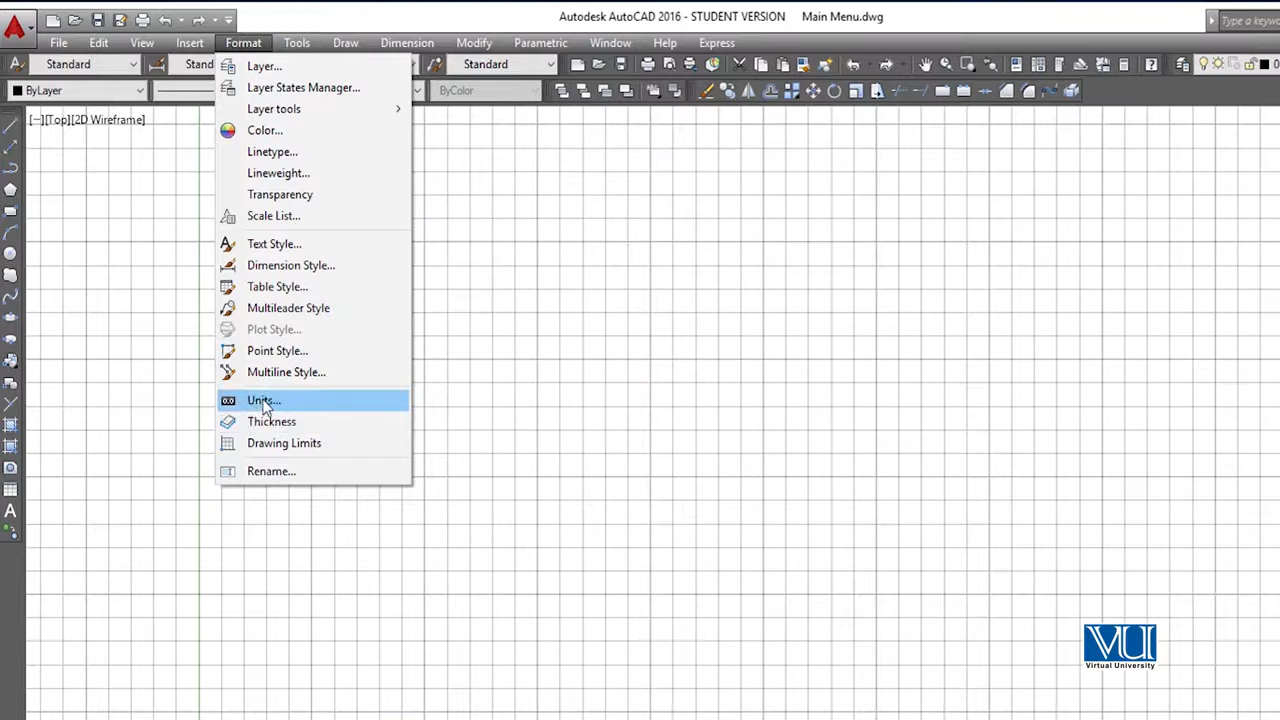 Autodesk AutoCAD 2016 - STUDENT VERSION Main Menu.dwg
Type a keywo
File Edit View Insert Format Tools Draw Dimension Modify Parametric Window Help Express
Standard Stand Standard 0
ByLayer ByColor
[−][Top][2D Wireframe]
Layer...
Layer States Manager...
Layer tools
Color...
Linetype...
Lineweight...
Transparency
Scale List...
Text Style...
Dimension Style...
Table Style...
Multileader Style
Plot Style...
Point Style...
Multiline Style...
Units...
Thickness
Drawing Limits
Rename...
VU
Virtual University